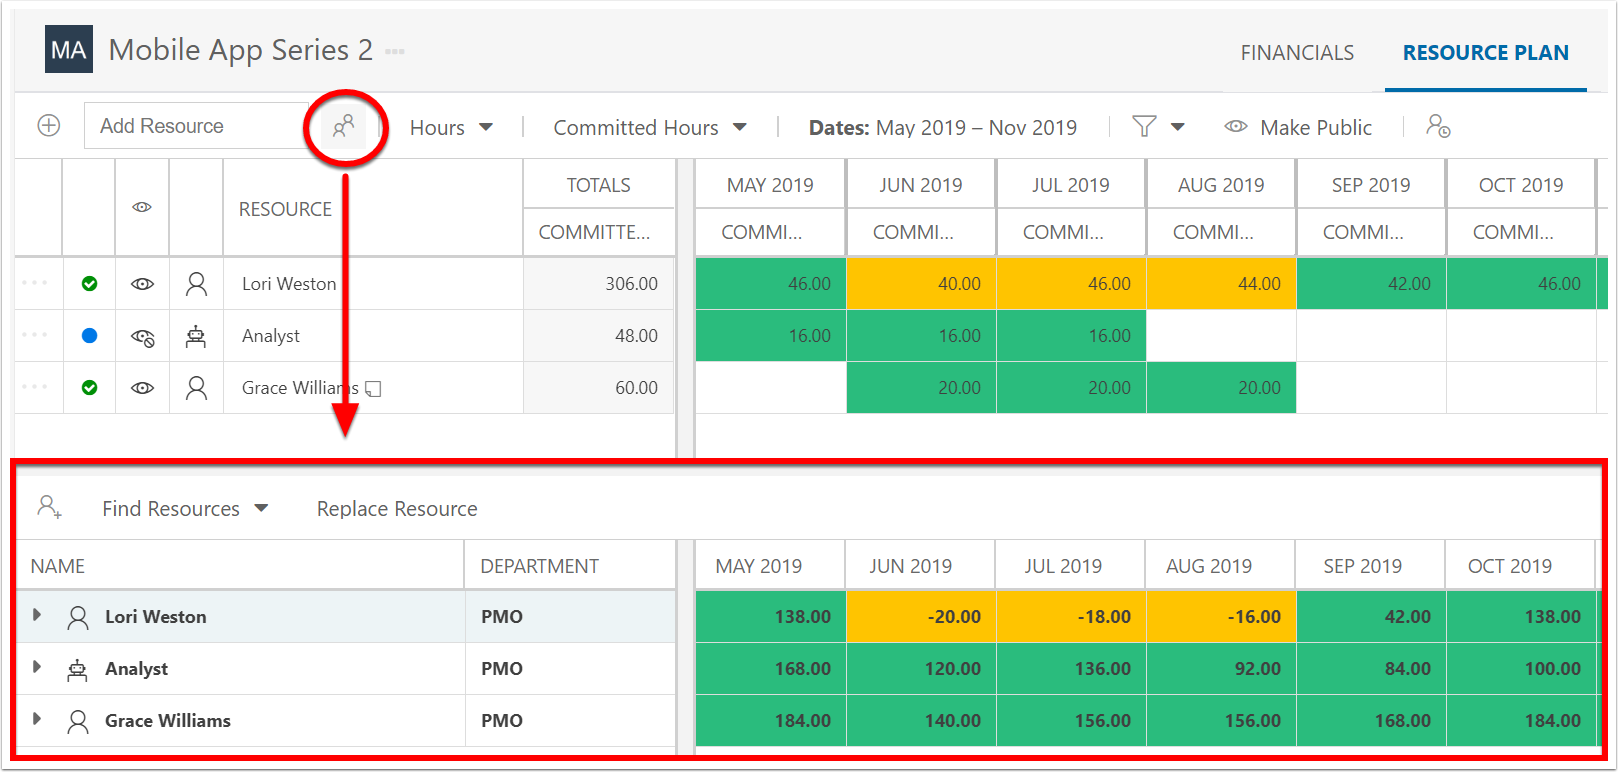 MA Mobile App Series 2 ...
FINANCIALS RESOURCE PLAN
Add Resource Hours Committed Hours Dates: May 2019 – Nov 2019 Make Public
RESOURCE TOTALS MAY 2019 JUN 2019 JUL 2019 AUG 2019 SEP 2019 OCT 2019
COMMITTE... COMMI... COMMI... COMMI... COMMI... COMMI... COMMI...
Lori Weston 306.00 46.00 40.00 46.00 44.00 42.00 46.00
Analyst 48.00 16.00 16.00 16.00
Grace Williams 60.00 20.00 20.00 20.00
Find Resources Replace Resource
NAME DEPARTMENT MAY 2019 JUN 2019 JUL 2019 AUG 2019 SEP 2019 OCT 2019
Lori Weston PMO 138.00 -20.00 -18.00 -16.00 42.00 138.00
Analyst PMO 168.00 120.00 136.00 92.00 84.00 100.00
Grace Williams PMO 184.00 140.00 156.00 156.00 168.00 184.00